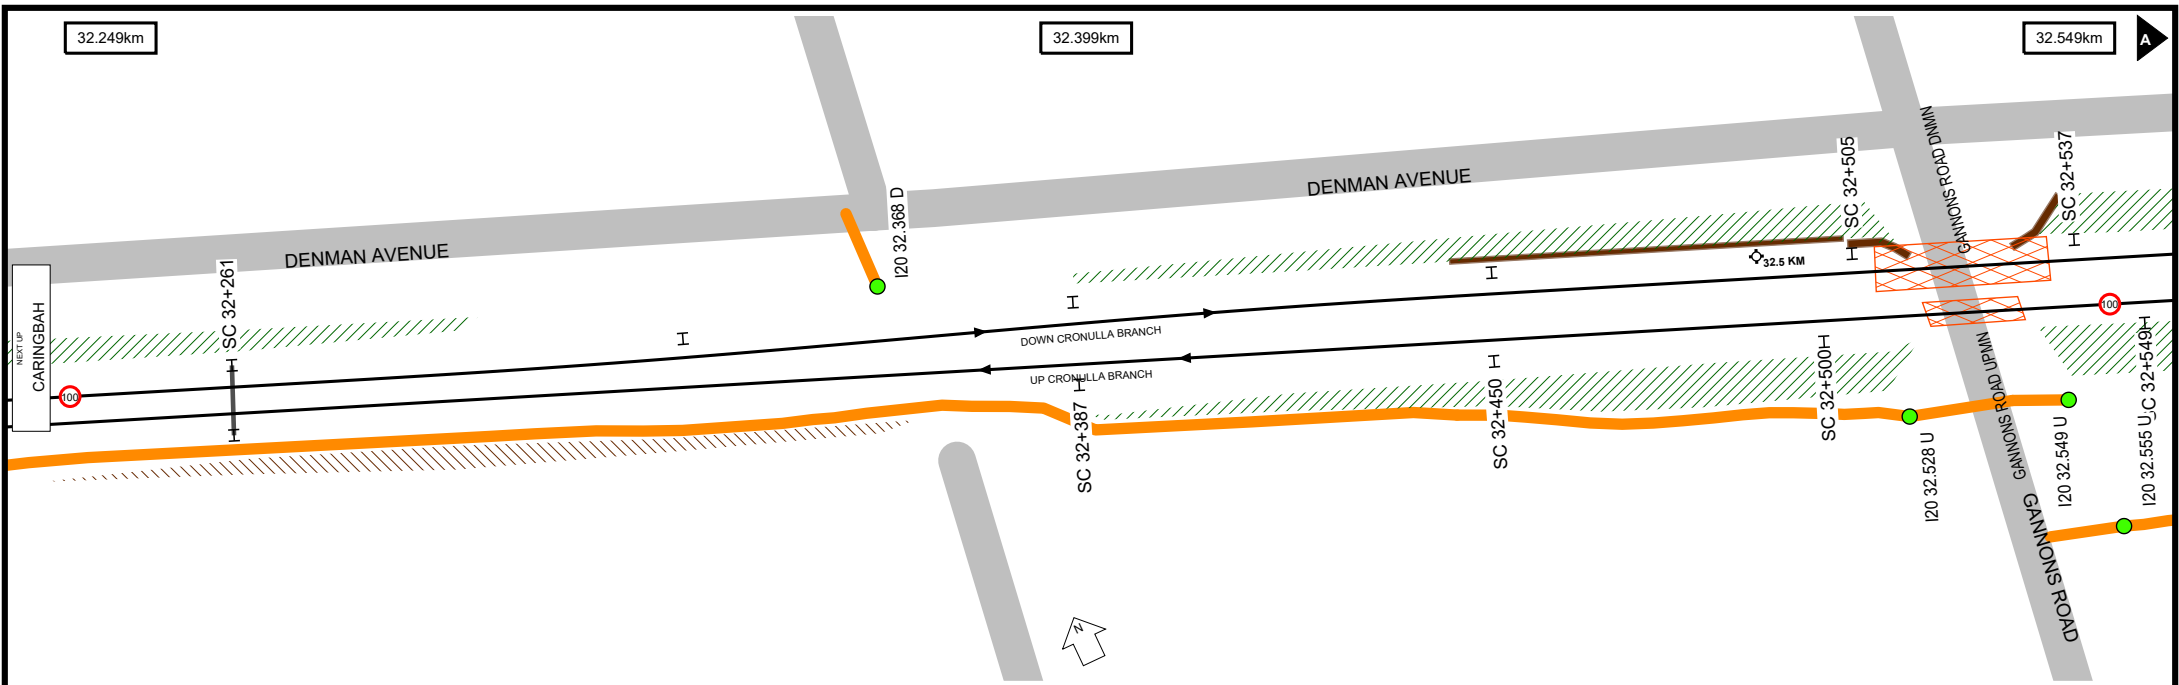 32.249km
32.399km
32.549km
A
DENMAN AVENUE
DENMAN AVENUE
GANNONS ROAD DNMN
SC 32+505
SC 32+537
I20 32.368 D
SC 32+261
32.5 KM
NEXT UP
CARINGBAH
100
100
DOWN CRONULLA BRANCH
UP CRONULLA BRANCH
SC 32+387
SC 32+450
SC 32+500
GANNONS ROAD UPMN
I20 32.528 U
I20 32.549 U
SC 32+549
I20 32.555 U
GANNONS ROAD
N